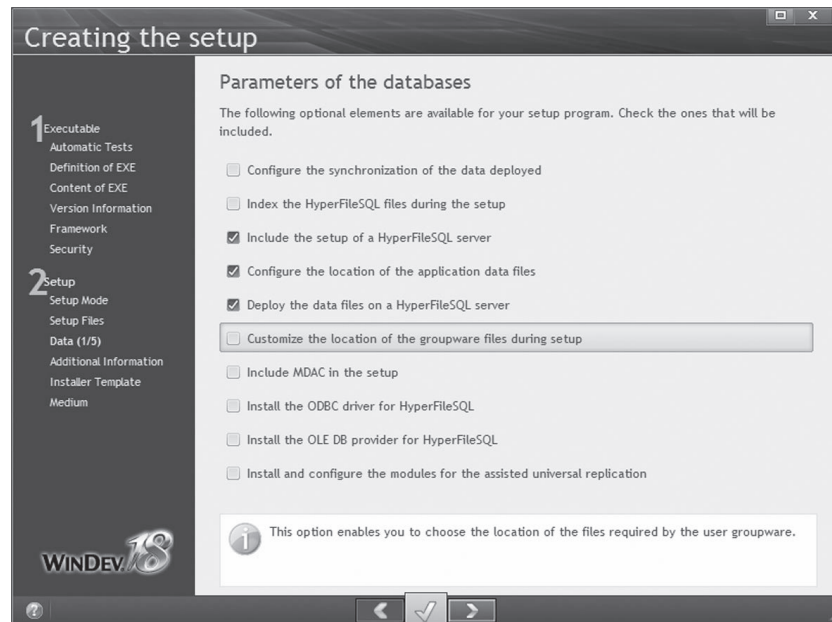 Creating the setup
1 Executable
Automatic Tests
Definition of EXE
Content of EXE
Version Information
Framework
Security
2 Setup
Setup Mode
Setup Files
Data (1/5)
Additional Information
Installer Template
Medium
WINDEV. 18
Parameters of the databases
The following optional elements are available for your setup program. Check the ones that will be
included.
Configure the synchronization of the data deployed
Index the HyperFileSQL files during the setup
Include the setup of a HyperFileSQL server
Configure the location of the application data files
Deploy the data files on a HyperFileSQL server
Customize the location of the groupware files during setup
Include MDAC in the setup
Install the ODBC driver for HyperFileSQL
Install the OLE DB provider for HyperFileSQL
Install and configure the modules for the assisted universal replication
This option enables you to choose the location of the files required by the user groupware.